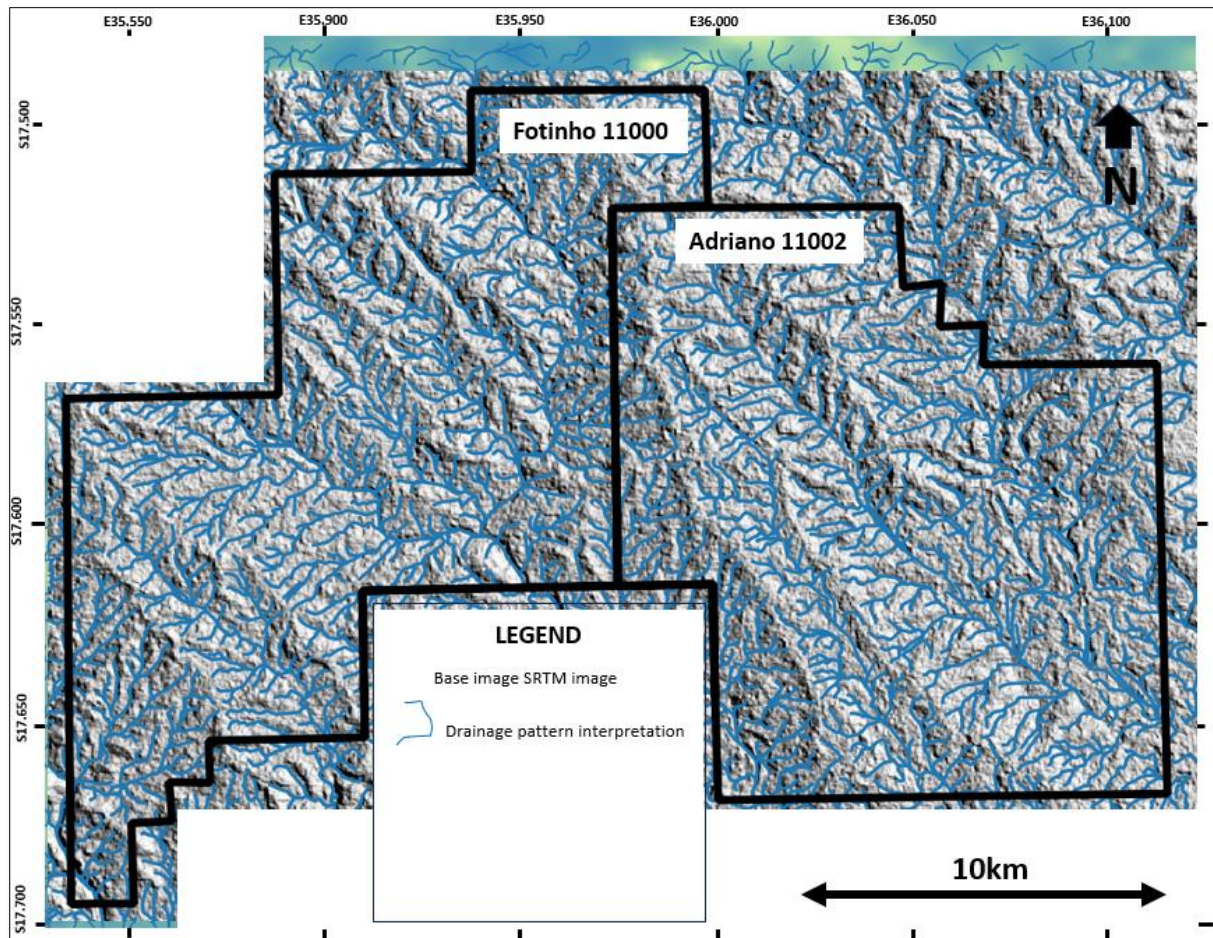 E35.550 E35.900 E35.950 E36.000 E36.050 E36.100
S17.500
S17.550
S17.600
S17.650
S17.700
Fotinho 11000
N
Adriano 11002
LEGEND
Base image SRTM image
Drainage pattern interpretation
10km